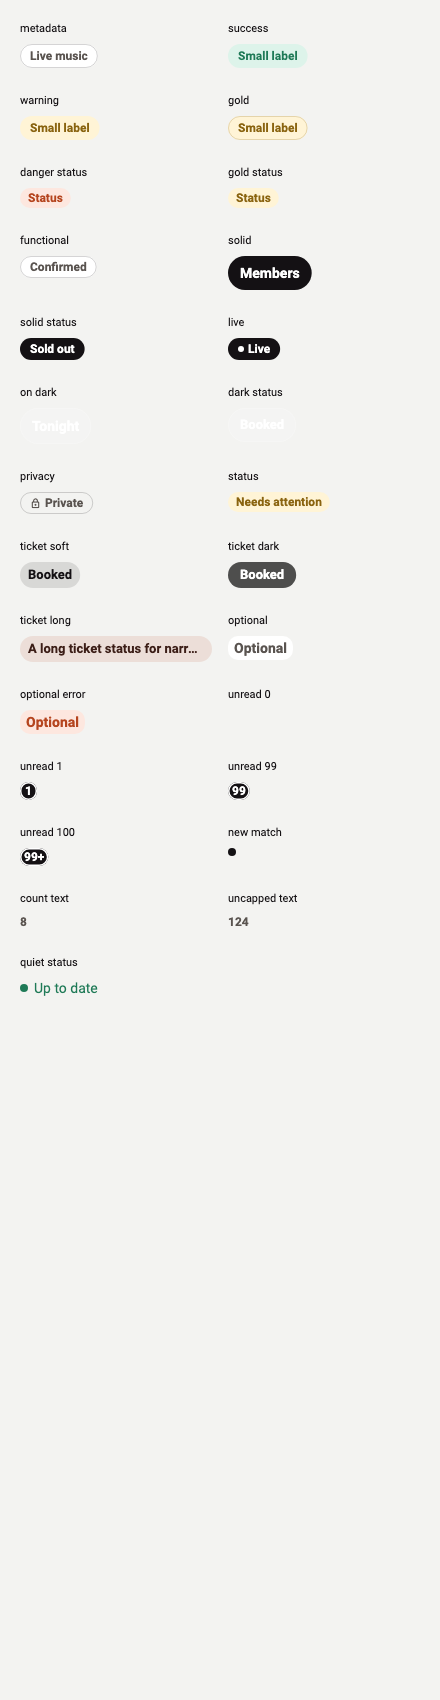 metadata
success
Live music
Small label
warning
gold
Small label
Small label
danger status
gold status
Status
Status
functional
solid
Confirmed
Members
solid status
live
Sold out
Live
on dark
dark status
Tonight
Booked
privacy
status
Private
Needs attention
ticket soft
ticket dark
Booked
Booked
ticket long
optional
A long ticket status for narr...
Optional
optional error
unread 0
Optional
unread 1
unread 99
1
99
unread 100
new match
99+
count text
uncapped text
8
124
quiet status
Up to date